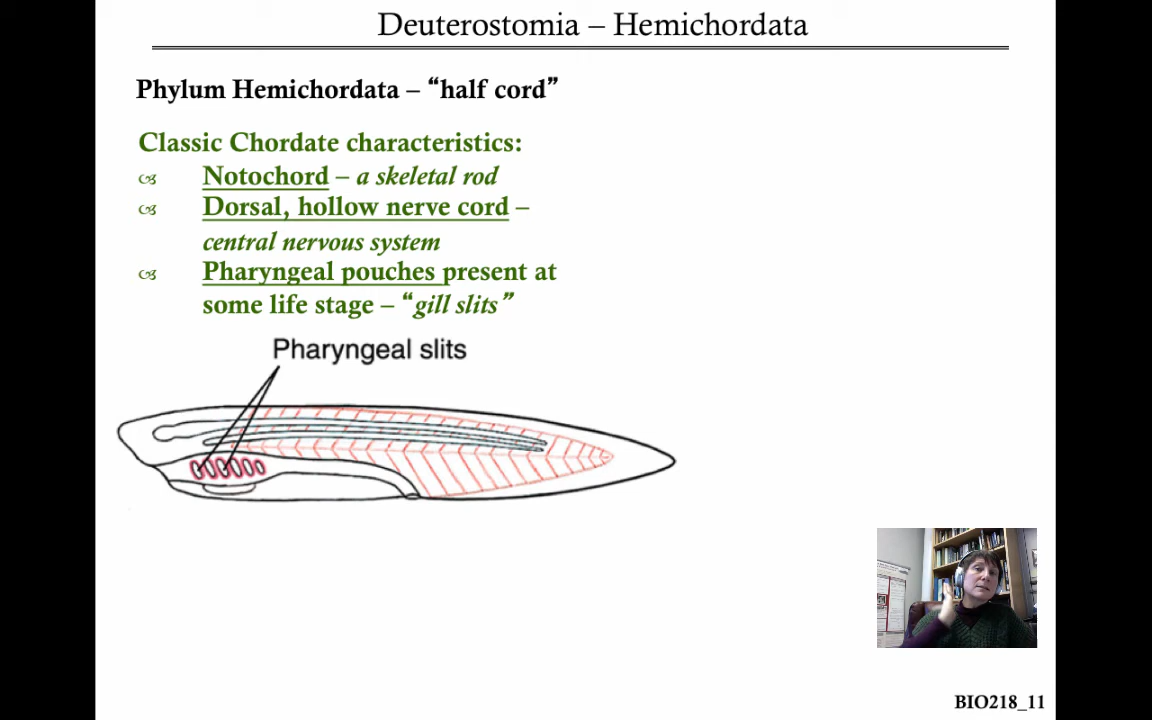 Deuterostomia – Hemichordata
Phylum Hemichordata – “half cord”
Classic Chordate characteristics:
Notochord – a skeletal rod
Dorsal, hollow nerve cord –
central nervous system
Pharyngeal pouches present at
some life stage – “gill slits”
Pharyngeal slits
BIO218_11